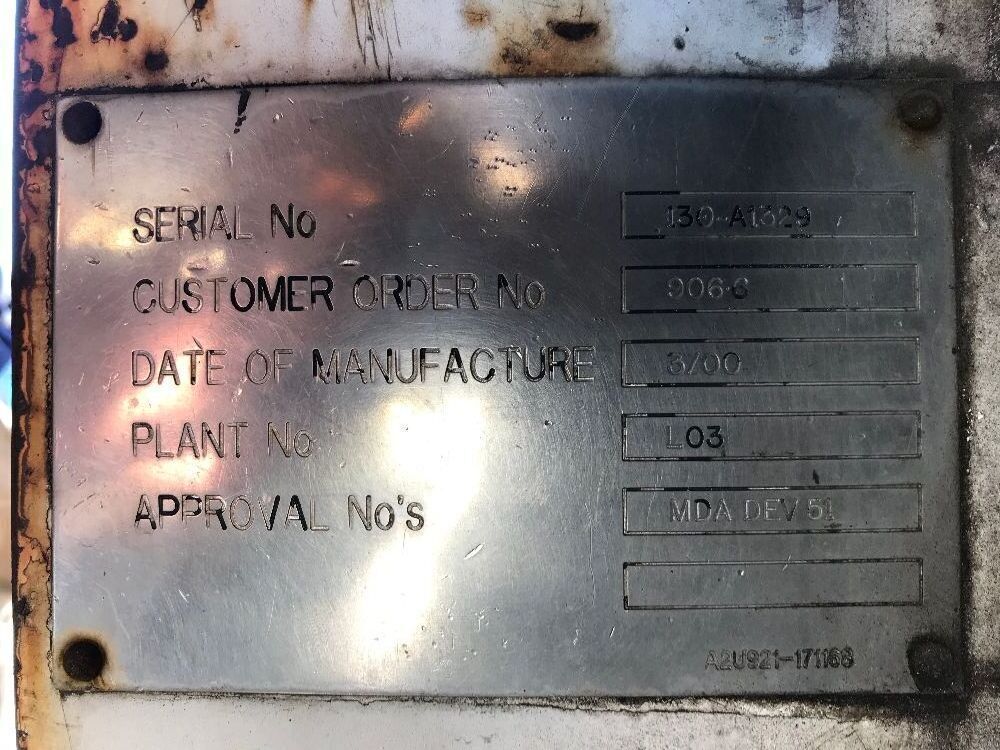 SERIAL No 130-A1329
CUSTOMER ORDER No 906-6
DATE OF MANUFACTURE 3/00
PLANT No L03
APPROVAL No's MDA DEV 51
A2U921-171168